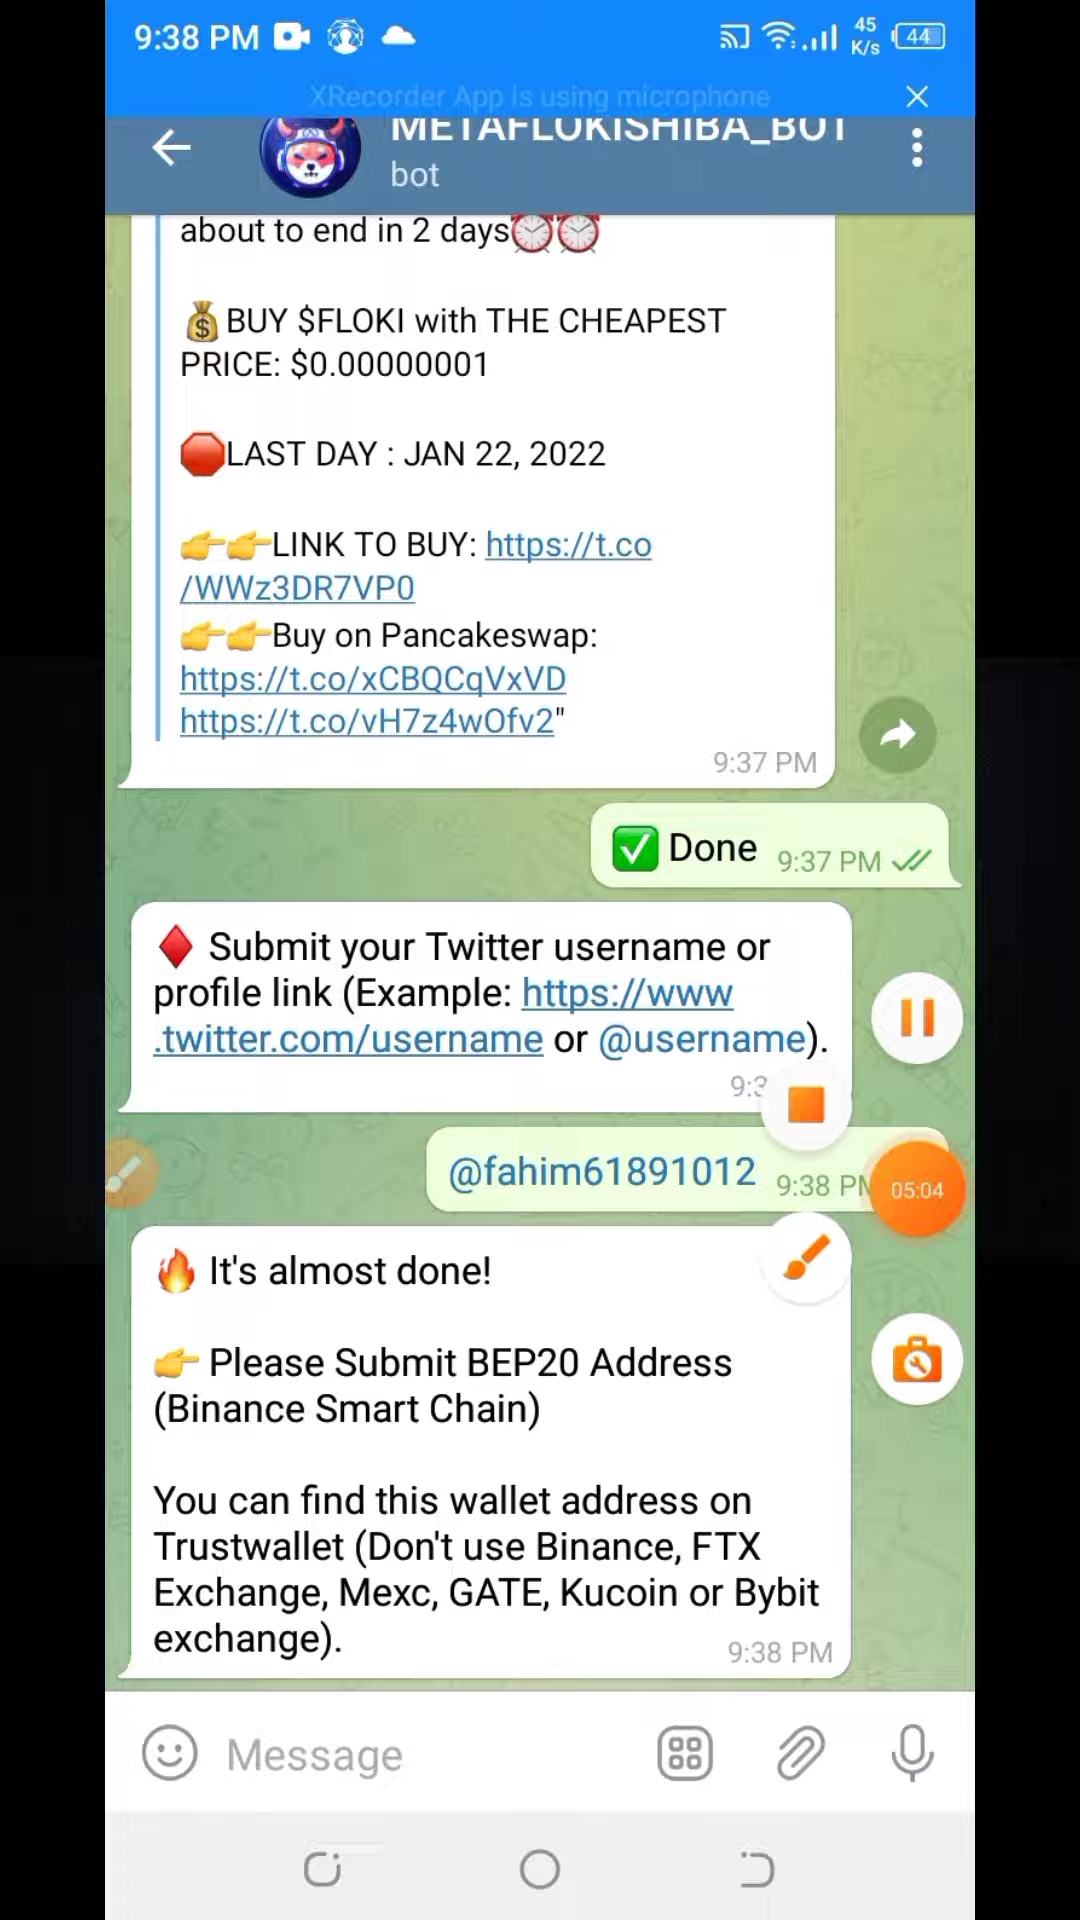 9:38 PM
45 K/s
44
XRecorder App is using microphone
METAFLOKISHIBA_BOT
bot
about to end in 2 days⏰⏰
💰BUY $FLOKI with THE CHEAPEST
PRICE: $0.00000001
🛑LAST DAY : JAN 22, 2022
👉👉LINK TO BUY: https://t.co
/WWz3DR7VP0
👉👉Buy on Pancakeswap:
https://t.co/xCBQCqVxVD
https://t.co/vH7z4wOfv2"
9:37 PM
✅ Done 9:37 PM
♦️ Submit your Twitter username or
profile link (Example: https://www
.twitter.com/username or @username).
@fahim61891012 9:38 PM
05:04
🔥 It's almost done!
👉 Please Submit BEP20 Address
(Binance Smart Chain)
You can find this wallet address on
Trustwallet (Don't use Binance, FTX
Exchange, Mexc, GATE, Kucoin or Bybit
exchange).
9:38 PM
Message